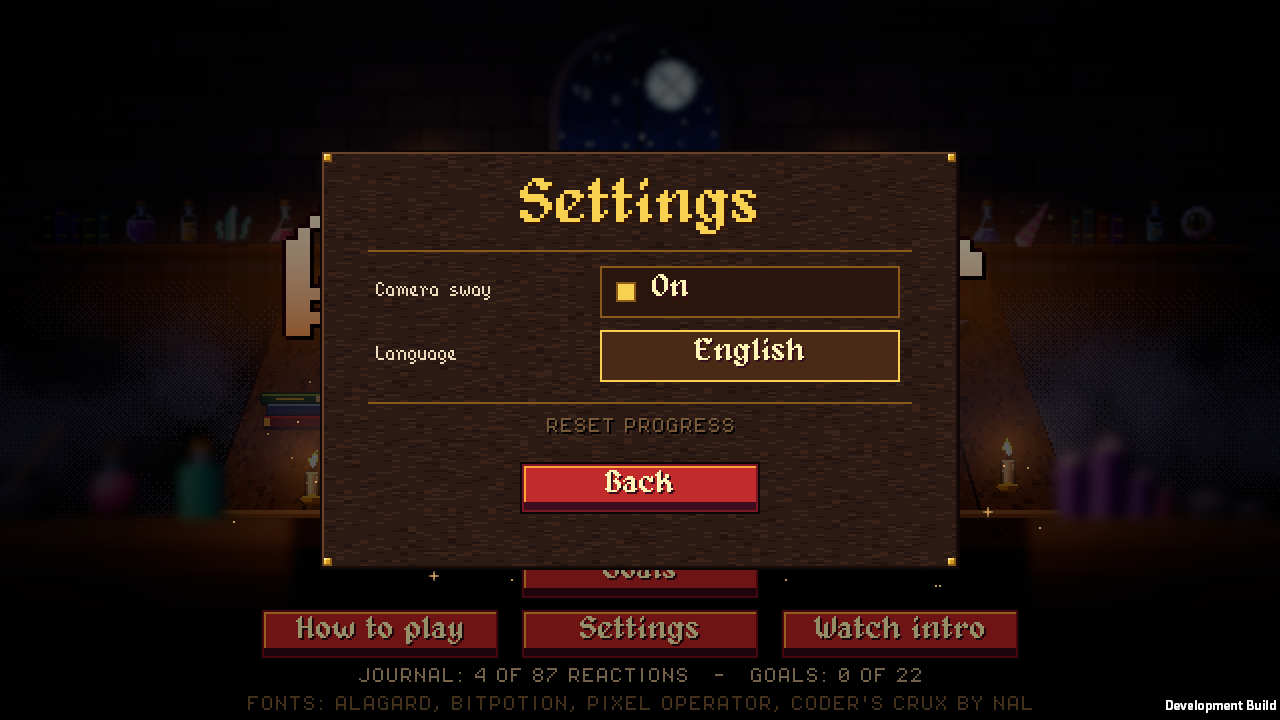 Settings
Camera sway
On
Language
English
RESET PROGRESS
Back
Goals
How to play
Settings
Watch intro
JOURNAL: 4 OF 87 REACTIONS - GOALS: 0 OF 22
FONTS: ALAGARD, BITPOTION, PIXEL OPERATOR, CODER'S CRUX BY NAL
Development Build